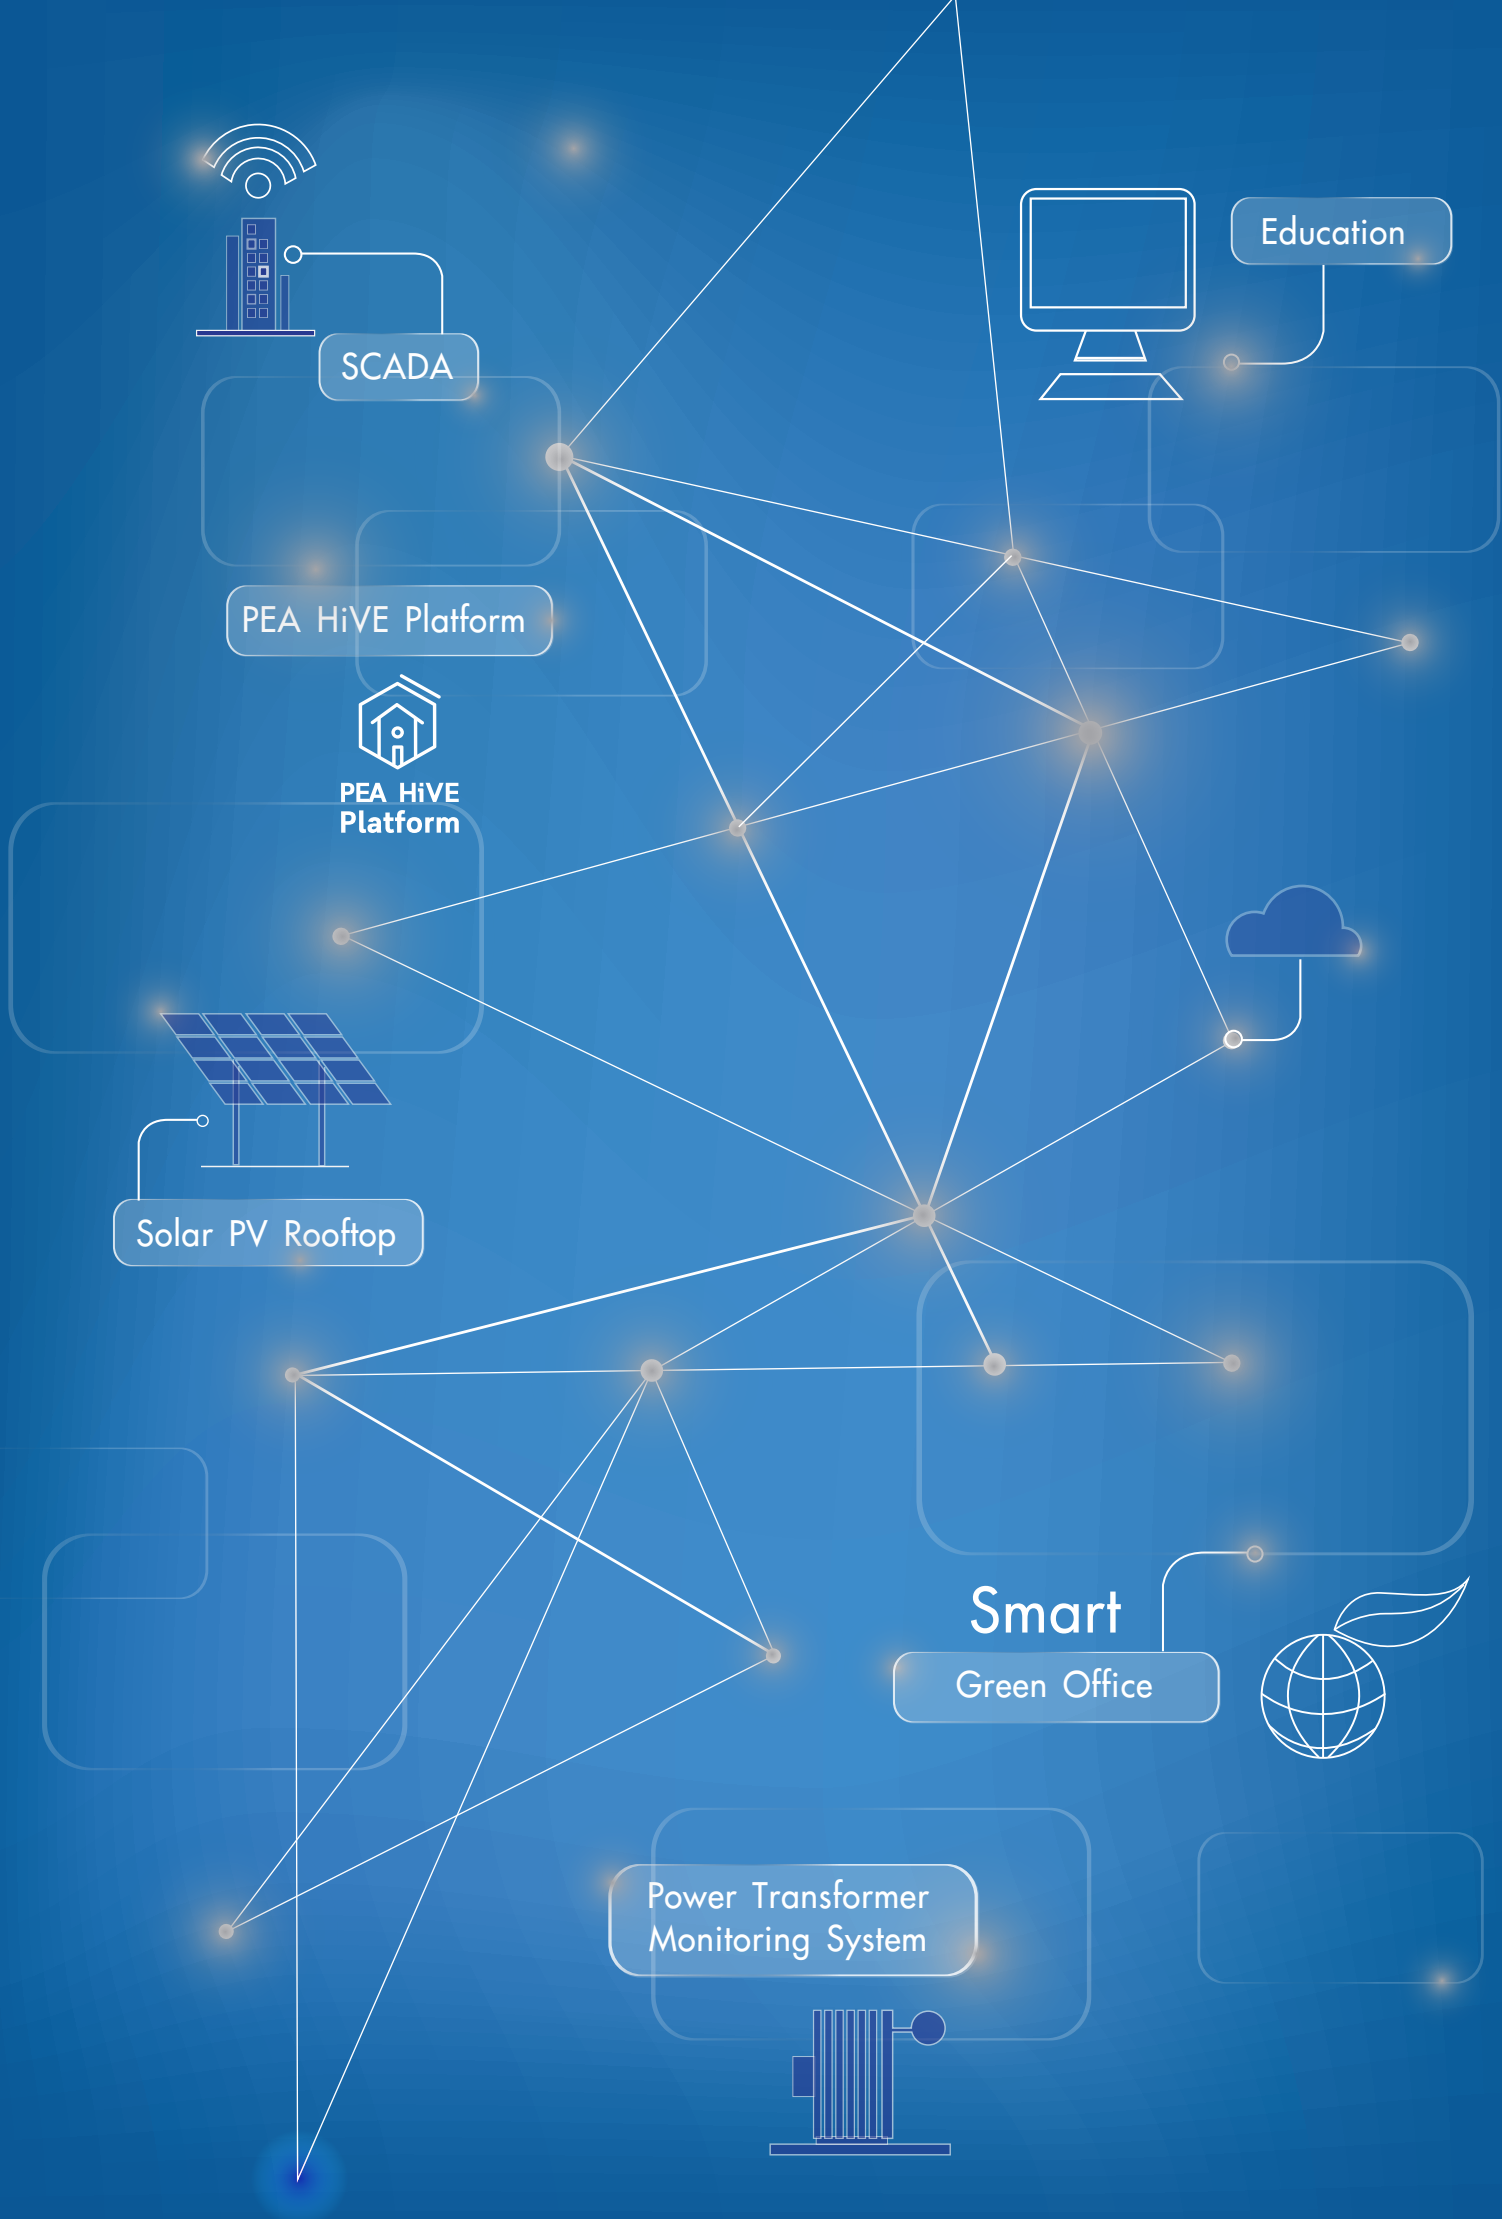 Education
SCADA
PEA HiVE Platform
PEA HiVE
Platform
Solar PV Rooftop
Smart
Green Office
Power Transformer
Monitoring System